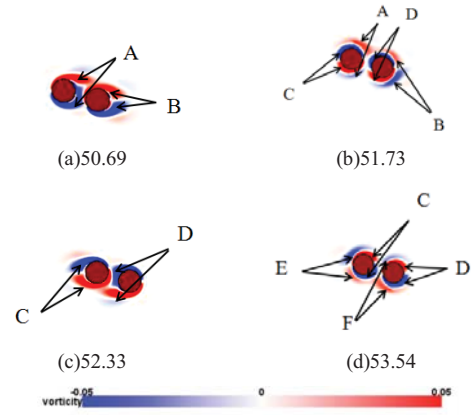 A
B
(a)50.69
A D
C
B
(b)51.73
D
C
(c)52.33
C
E D
F
(d)53.54
-0.05 0 0.05
vorticity